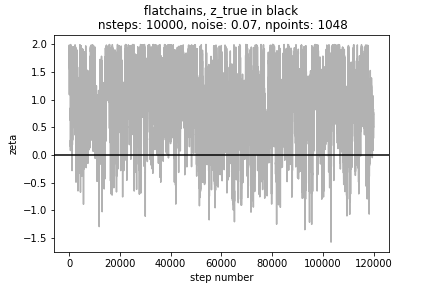 flatchains, z_true in black
nsteps: 10000, noise: 0.07, npoints: 1048
2.0
1.5
1.0
0.5
0.0
−0.5
−1.0
−1.5
zeta
0 20000 40000 60000 80000 100000 120000
step number